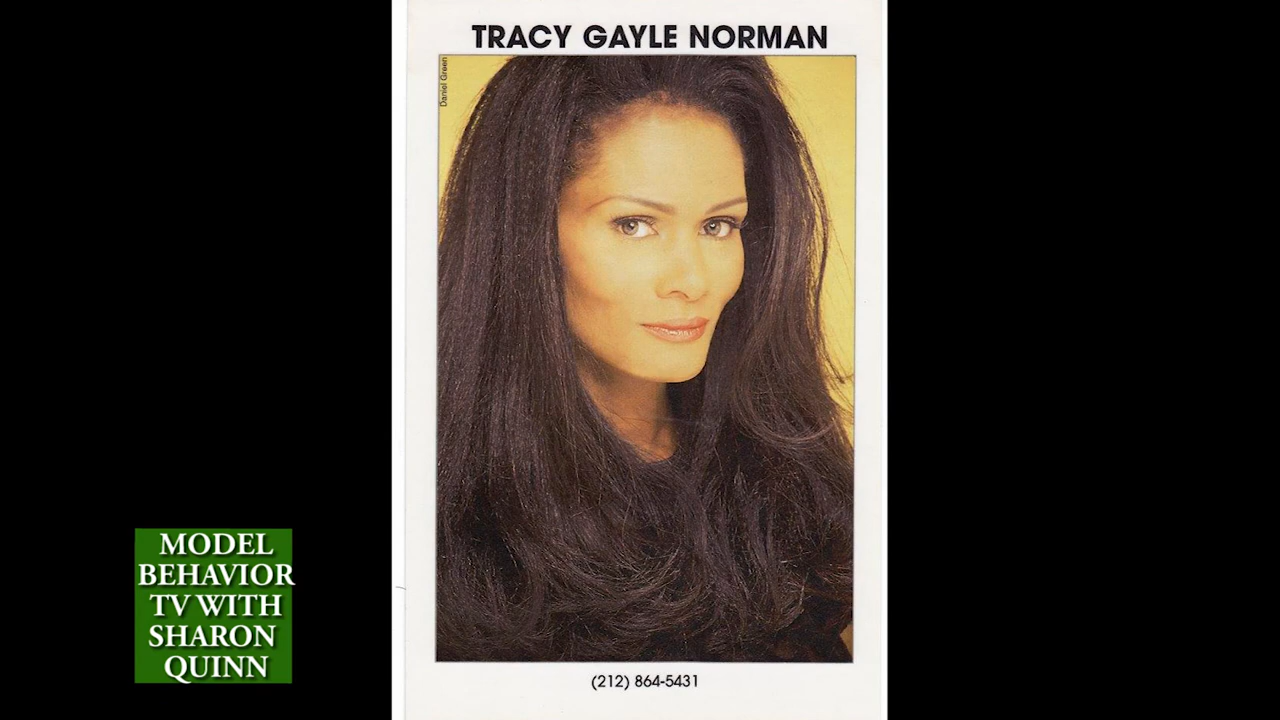 TRACY GAYLE NORMAN
Daniel Green
(212) 864-5431
MODEL
BEHAVIOR
TV WITH
SHARON
QUINN